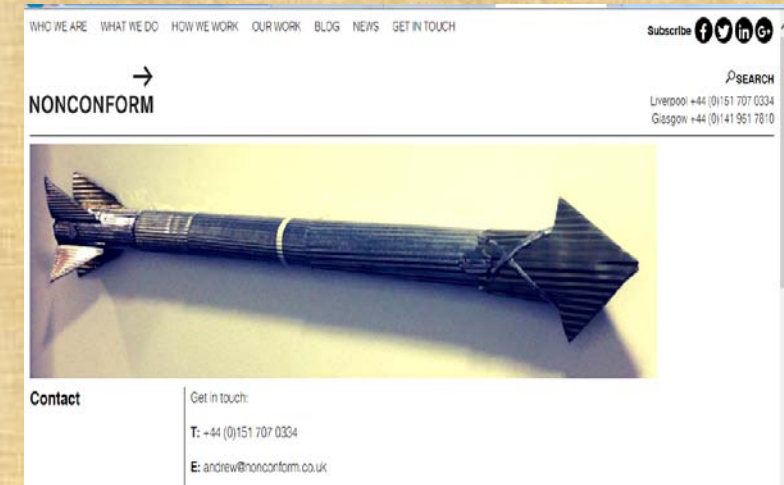 WHO WE ARE WHAT WE DO HOW WE WORK OUR WORK BLOG NEWS GET IN TOUCH
Subscribe
SEARCH
NONCONFORM
Liverpool +44 (0)151 707 0334
Glasgow +44 (0)141 951 7810
Contact
Get in touch:
T: +44 (0)151 707 0334
E: andrew@nonconform.co.uk